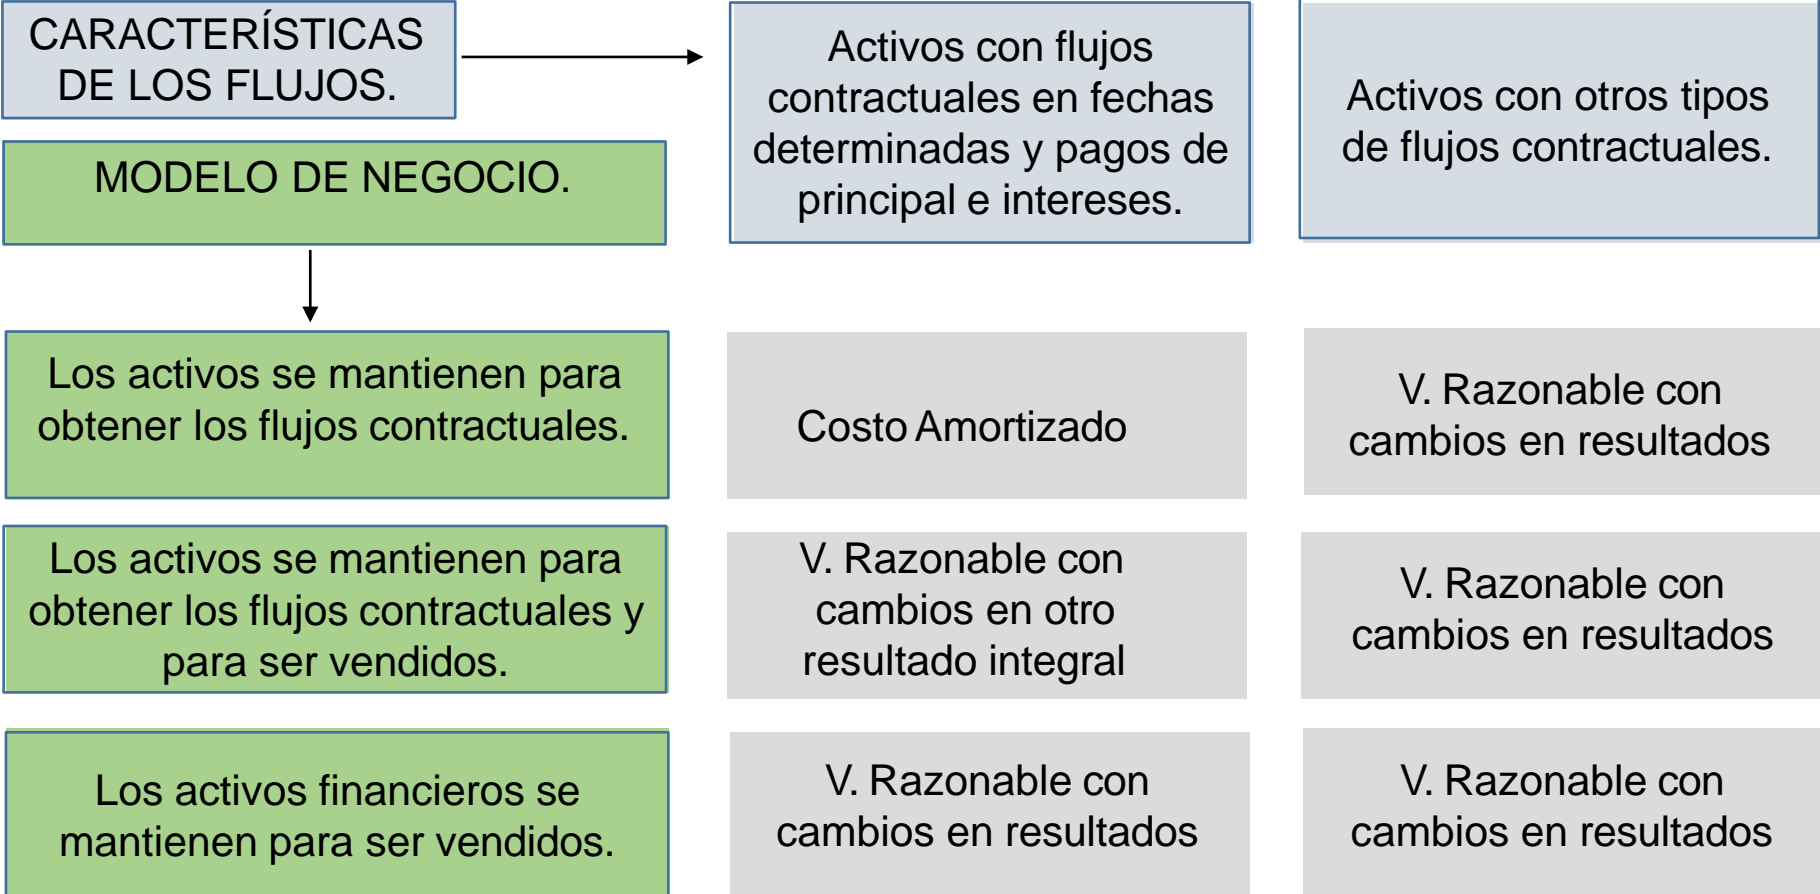 CARACTERÍSTICAS
DE LOS FLUJOS.
Activos con flujos
contractuales en fechas
determinadas y pagos de
principal e intereses.
Activos con otros tipos
de flujos contractuales.
MODELO DE NEGOCIO.
Los activos se mantienen para
obtener los flujos contractuales.
Costo Amortizado
V. Razonable con
cambios en resultados
Los activos se mantienen para
obtener los flujos contractuales y
para ser vendidos.
V. Razonable con
cambios en otro
resultado integral
V. Razonable con
cambios en resultados
Los activos financieros se
mantienen para ser vendidos.
V. Razonable con
cambios en resultados
V. Razonable con
cambios en resultados